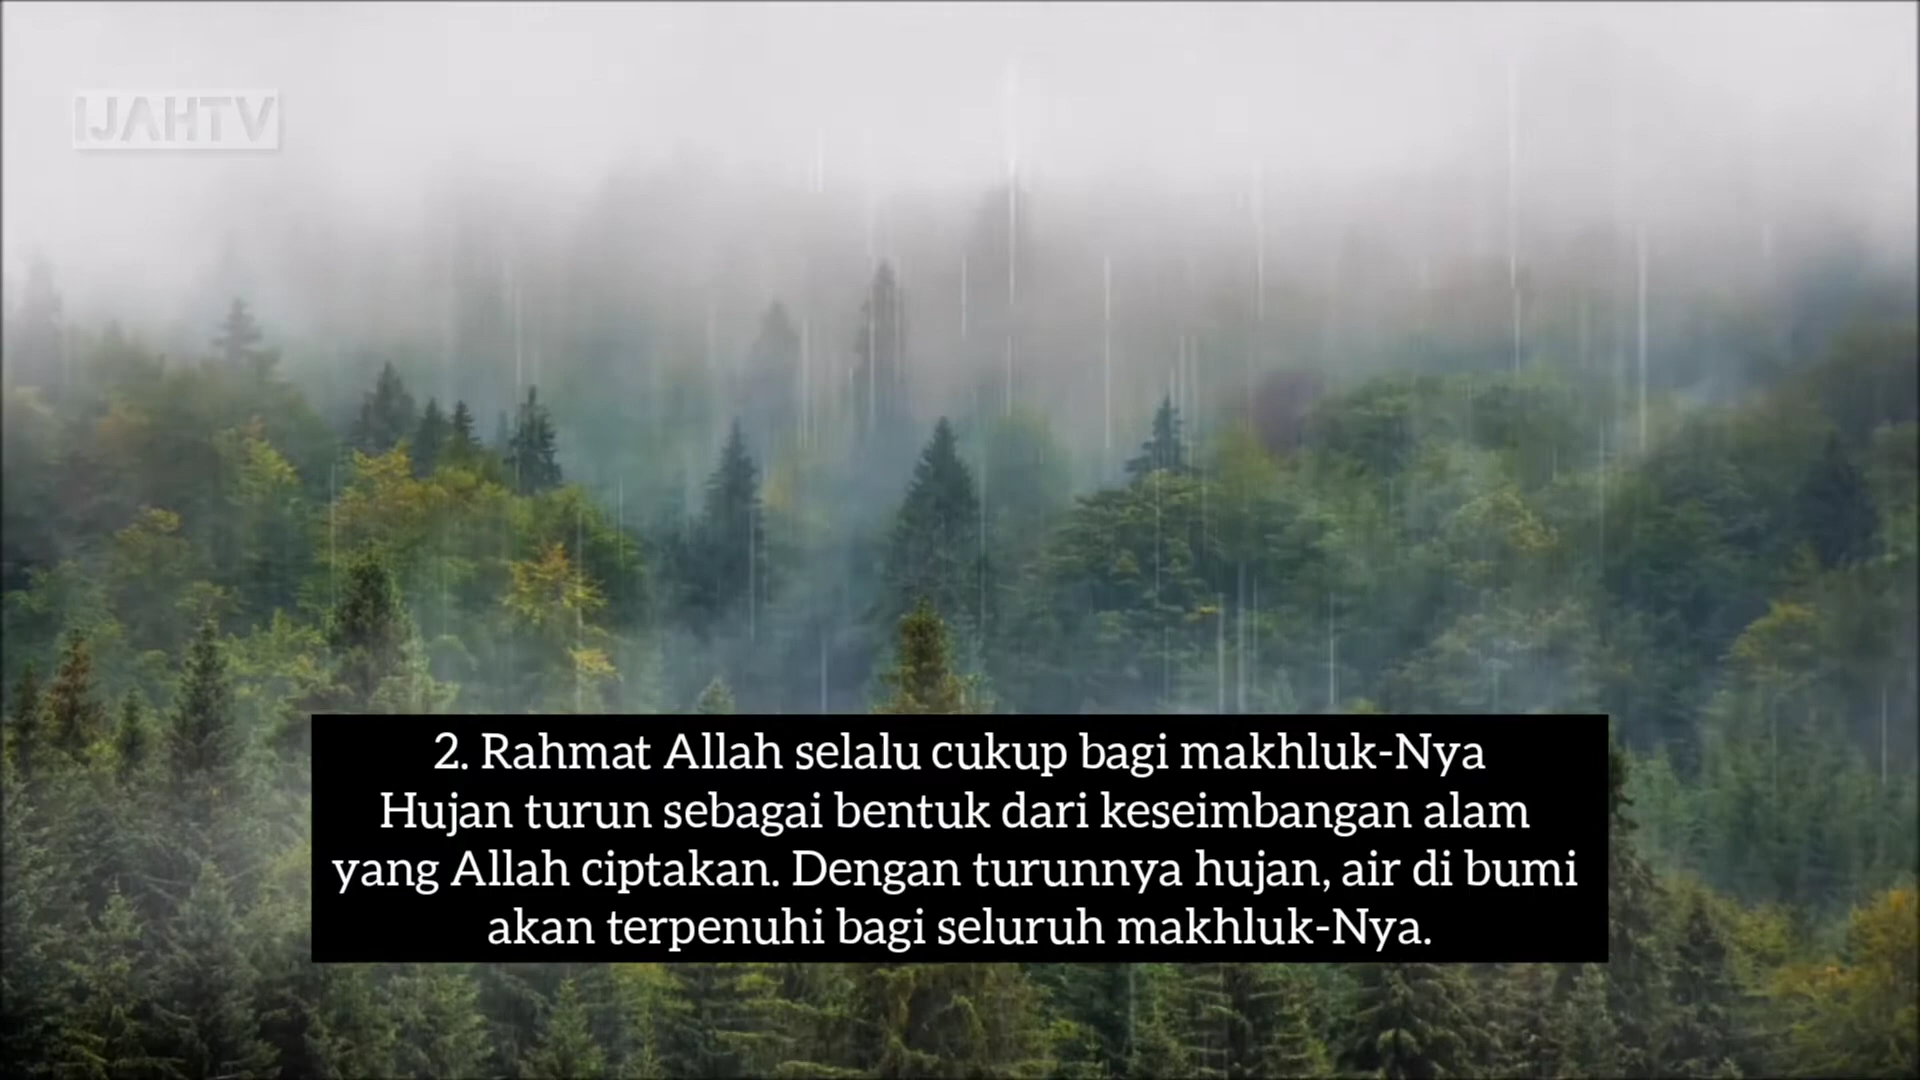 IJAHTV
2. Rahmat Allah selalu cukup bagi makhluk-Nya
Hujan turun sebagai bentuk dari keseimbangan alam
yang Allah ciptakan. Dengan turunnya hujan, air di bumi
akan terpenuhi bagi seluruh makhluk-Nya.